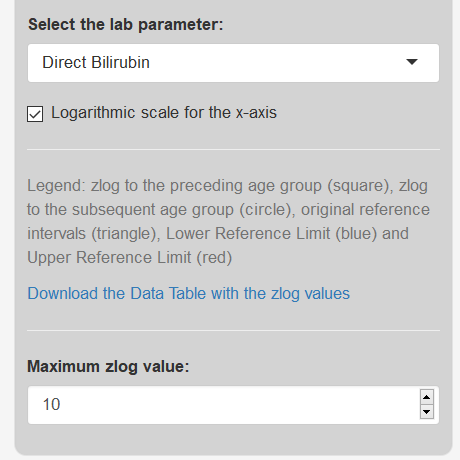 Select the lab parameter:
Direct Bilirubin
Logarithmic scale for the x-axis
Legend: zlog to the preceding age group (square), zlog
to the subsequent age group (circle), original reference
intervals (triangle), Lower Reference Limit (blue) and
Upper Reference Limit (red)
Download the Data Table with the zlog values
Maximum zlog value:
10